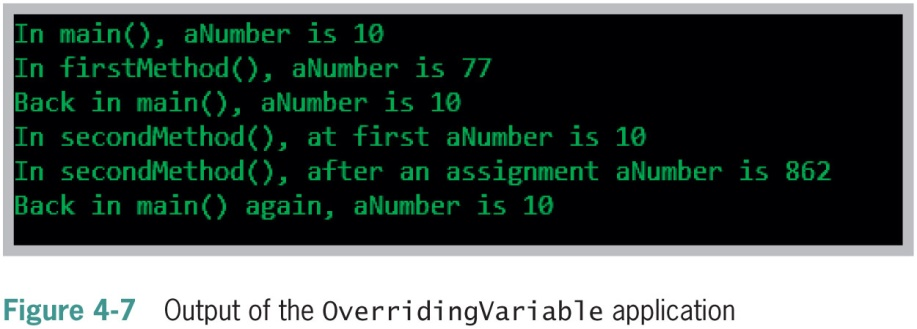 In main(), aNumber is 10
In firstMethod(), aNumber is 77
Back in main(), aNumber is 10
In secondMethod(), at first aNumber is 10
In secondMethod(), after an assignment aNumber is 862
Back in main() again, aNumber is 10
Figure 4-7 Output of the OverridingVariable application